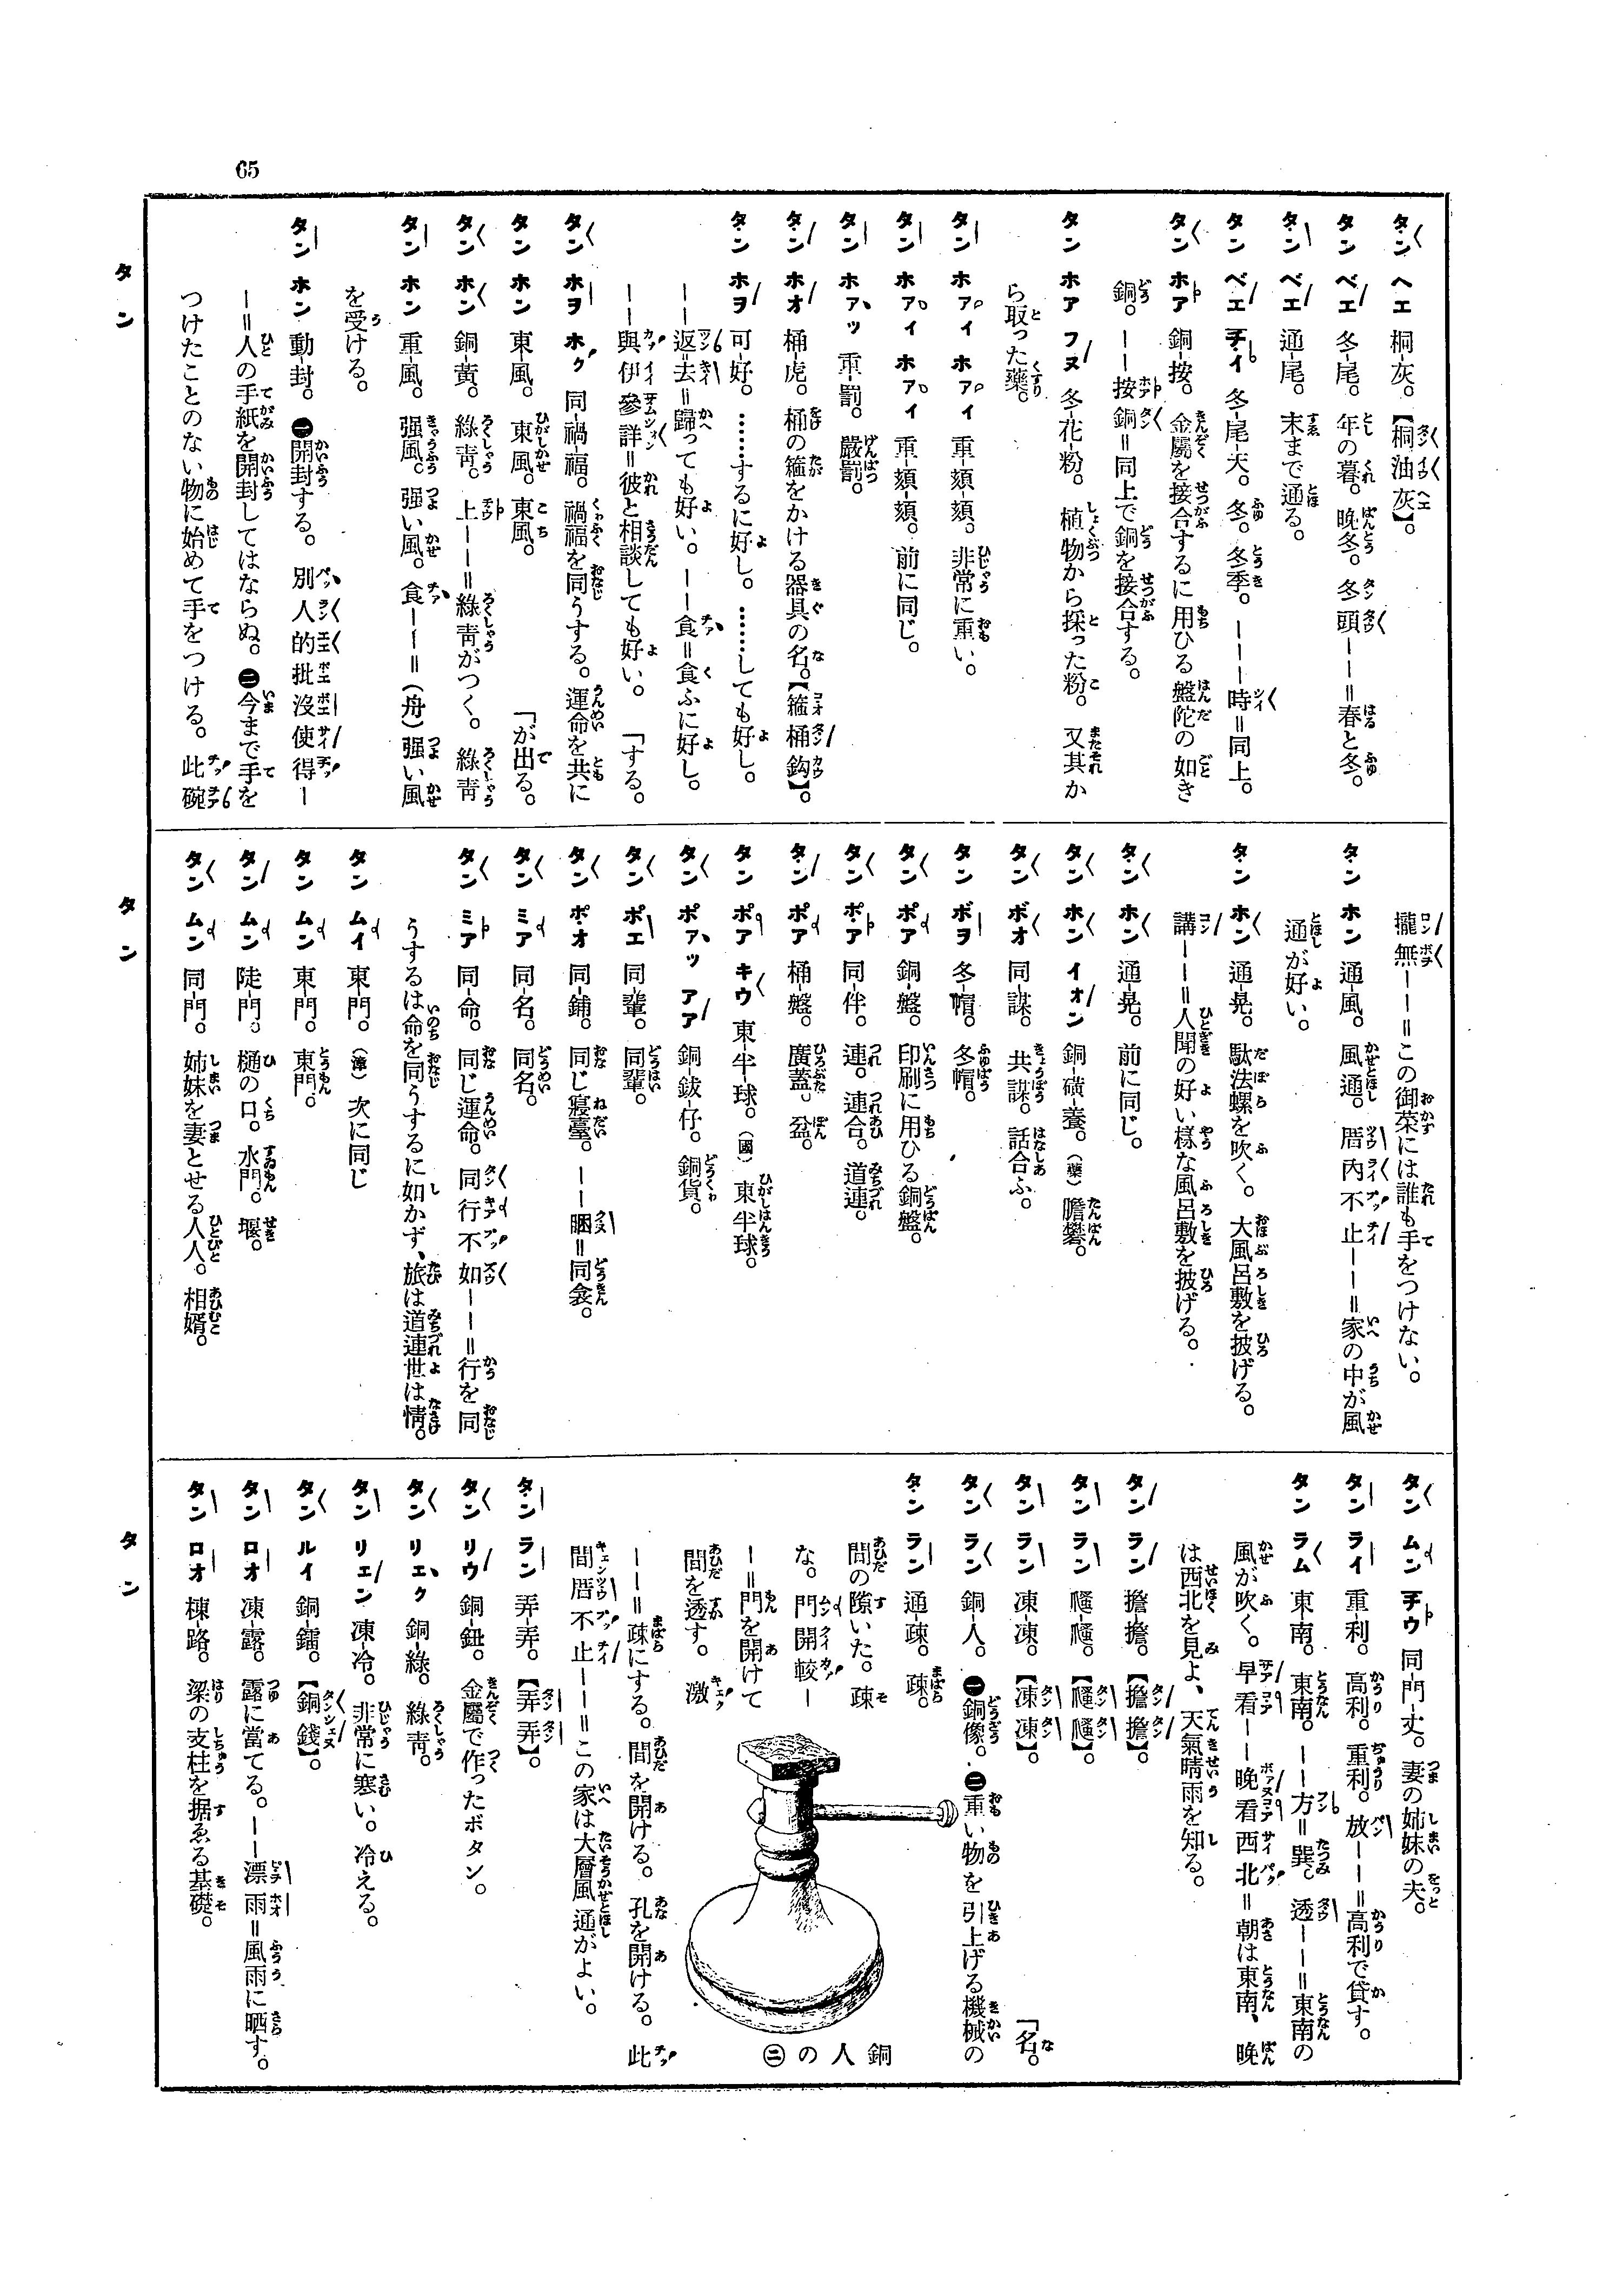 65
タン ヘエ 桐-灰。【桐油灰】。
タン ベエ 冬-尾。年の暮。晚冬。冬頭ーー＝春と冬。
タン ベエ 通-尾。末まで通る。
タン ベエ チイ 冬-尾-天。冬。冬季。ーーー時＝同上。
タン ホア 銅-按。金屬を接合するに用ひる盤陀の如き
銅。ーー按銅＝同上で銅を接合する。
タン ホア フヌ 冬-花-粉。植物から採った粉。又其か
ら取った藥。
タン ホアイ ホアイ 重-頦-頦。非常に重い。
タン ホアイ ホアイ 重-頦-頦。前に同じ。
タン ホアッ 重-罰。嚴罰。
タン ホオ 桶-虎。桶の箍をかける器具の名。【箍桶鈎】。
タン ホヲ 可-好。……するに好し。……しても好し。
ーー返去＝歸っても好い。ーー食＝食ふに好し。
ーー與伊參詳＝彼と相談しても好い。「する。
タン ホヲ ホク 同-禍-福。禍福を同うする。運命を共に
タン ホン 東-風。東風。東風。「が出る。
タン ホン 銅-黃。綠靑。上ーー＝綠靑がつく。綠靑
タン ホン 重-風。强風。强い風。食ーー＝（舟）强い風
を受ける。
タン ホン 動-封。㊀開封する。別人的批沒使得ー
ー＝人の手紙を開封してはならぬ。㊁今まで手を
つけたことのない物に始めて手をつける。此碗
攏無ーー＝この御菜には誰も手をつけない。
タン ホン 通-風。風通。厝內不止ーー＝家の中が風
通が好い。
タン ホン 通-晃。駄法螺を吹く。大風呂敷を披げる。
講ーー＝人聞の好い樣な風呂敷を披げる。
タン ホン 通-晃。前に同じ。
タン ホン イオン 銅-磺-養。（藥）膽礬。
タン ボオ 同-謀。共謀。話合ふ。
タン ボヲ 冬-帽。冬帽。
タン ポア 銅-盤。印刷に用ひる銅盤。
タン ポア 同-伴。連。連合。道連。
タン ポア 桶-盤。廣蓋。盆。
タン ポア キウ 東-半-球。（國）東半球。
タン ポアッ アア 銅-鈸-仔。銅貨。
タン ポエ 同-輩。同輩。
タン ポオ 同-鋪。同じ寢臺。ーー睏＝同衾。
タン ミア 同-名。同名。
タン ミア 同-命。同じ運命。同行不如ーー＝行を同
うするは命を同うするに如かず、旅は道連世は情。
タン ムイ 東-門。（漳）次に同じ
タン ムン 東-門。東門。
タン ムン 陡-門。樋の口。水門。堰。
タン ムン 同-門。姉妹を妻とせる人人。相婿。
タン ムン チウ 同門-丈。妻の姉妹の夫。
タン ライ 重-利。高利。重利。放ーー＝高利で貸す。
タン ラム 東-南。東南。ーー方＝巽。透ーー＝東南の
風が吹く。早看ーー晚看西北＝朝は東南、晚
は西北を見よ、天氣晴雨を知る。
タン ラン 擔-擔。【擔擔】。
タン ラン
タン ラン 凍-凍。【凍凍】。「名。
タン ラン 銅-人。㊀銅像。㊁重い物を引上げる機械の
タン ラン 通-疎。疎。
間の隙いた。疎
な。門開較ー
ー＝門を開けて
間を透す。激
ーーー＝疎にする。間を開ける。孔を開ける。此
間厝不止ーーー＝この家は大層風通がよい。
タン ラン 弄-弄。【弄弄】。
タン リウ 銅-鈕。金屬で作ったボタン。
タン リエク 銅-綠。綠靑。
タン リエン 凍-冷。非常に寒い。冷える。
タン ルイ 銅-鐳。【銅錢】。
タン ロオ 凍-露。露に當てる。ーー漂雨＝風雨に晒す。
タン ロオ 棟-路。梁の支柱を据ゑる基礎。
銅人の㊁
タン
タン
タン